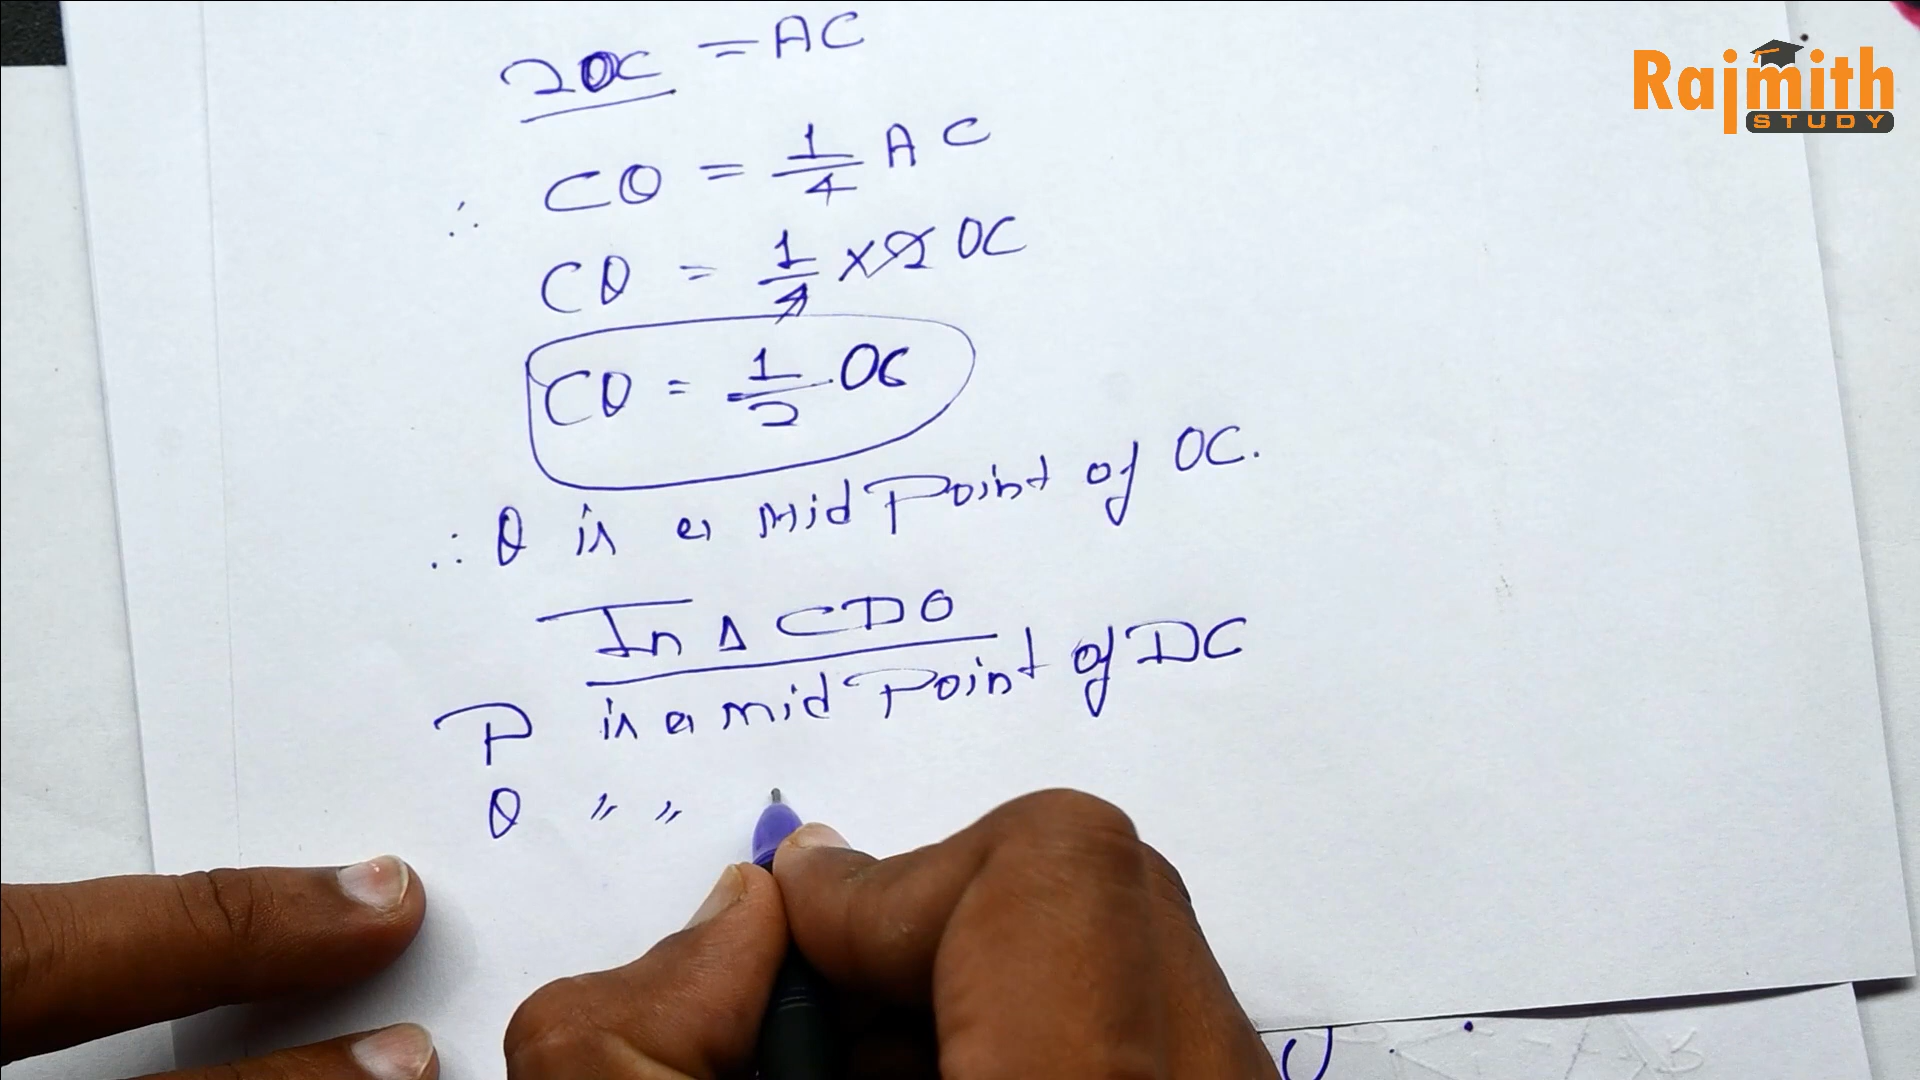 Rajmith
STUDY
2OC = AC
∴ CQ = 1/4 AC
CQ = 1/4 × 2 OC
CQ = 1/2 OC
∴ Q is a mid Point of OC.
In Δ CDO
P is a mid Point of DC
Q " "